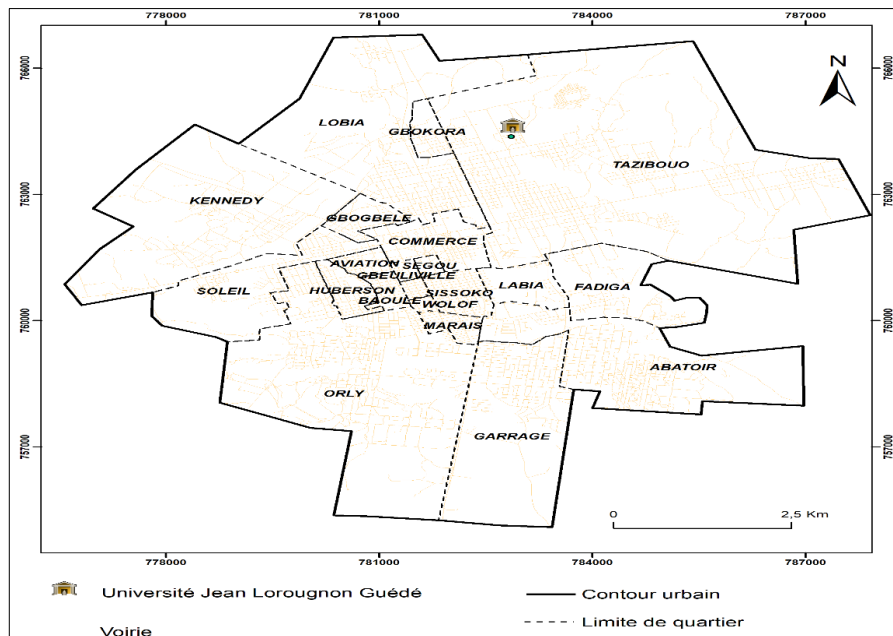 778000 781000 784000 787000
N
766000 766000
LOBIA
GBOKORA
TAZIBOUO
763000 763000
KENNEDY
GBOGBELE
COMMERCE
AVIATION SEGOU
GBEULIVILLE
LABIA FADIGA
SOLEIL HUBERSON SISSOKO
BAOULE WOLOF
760000 760000
MARAIS
ABATOIR
ORLY
GARRAGE
757000 757000
0 2,5 Km
778000 781000 784000 787000
Université Jean Lorougnon Guédé Contour urbain
Voirie Limite de quartier